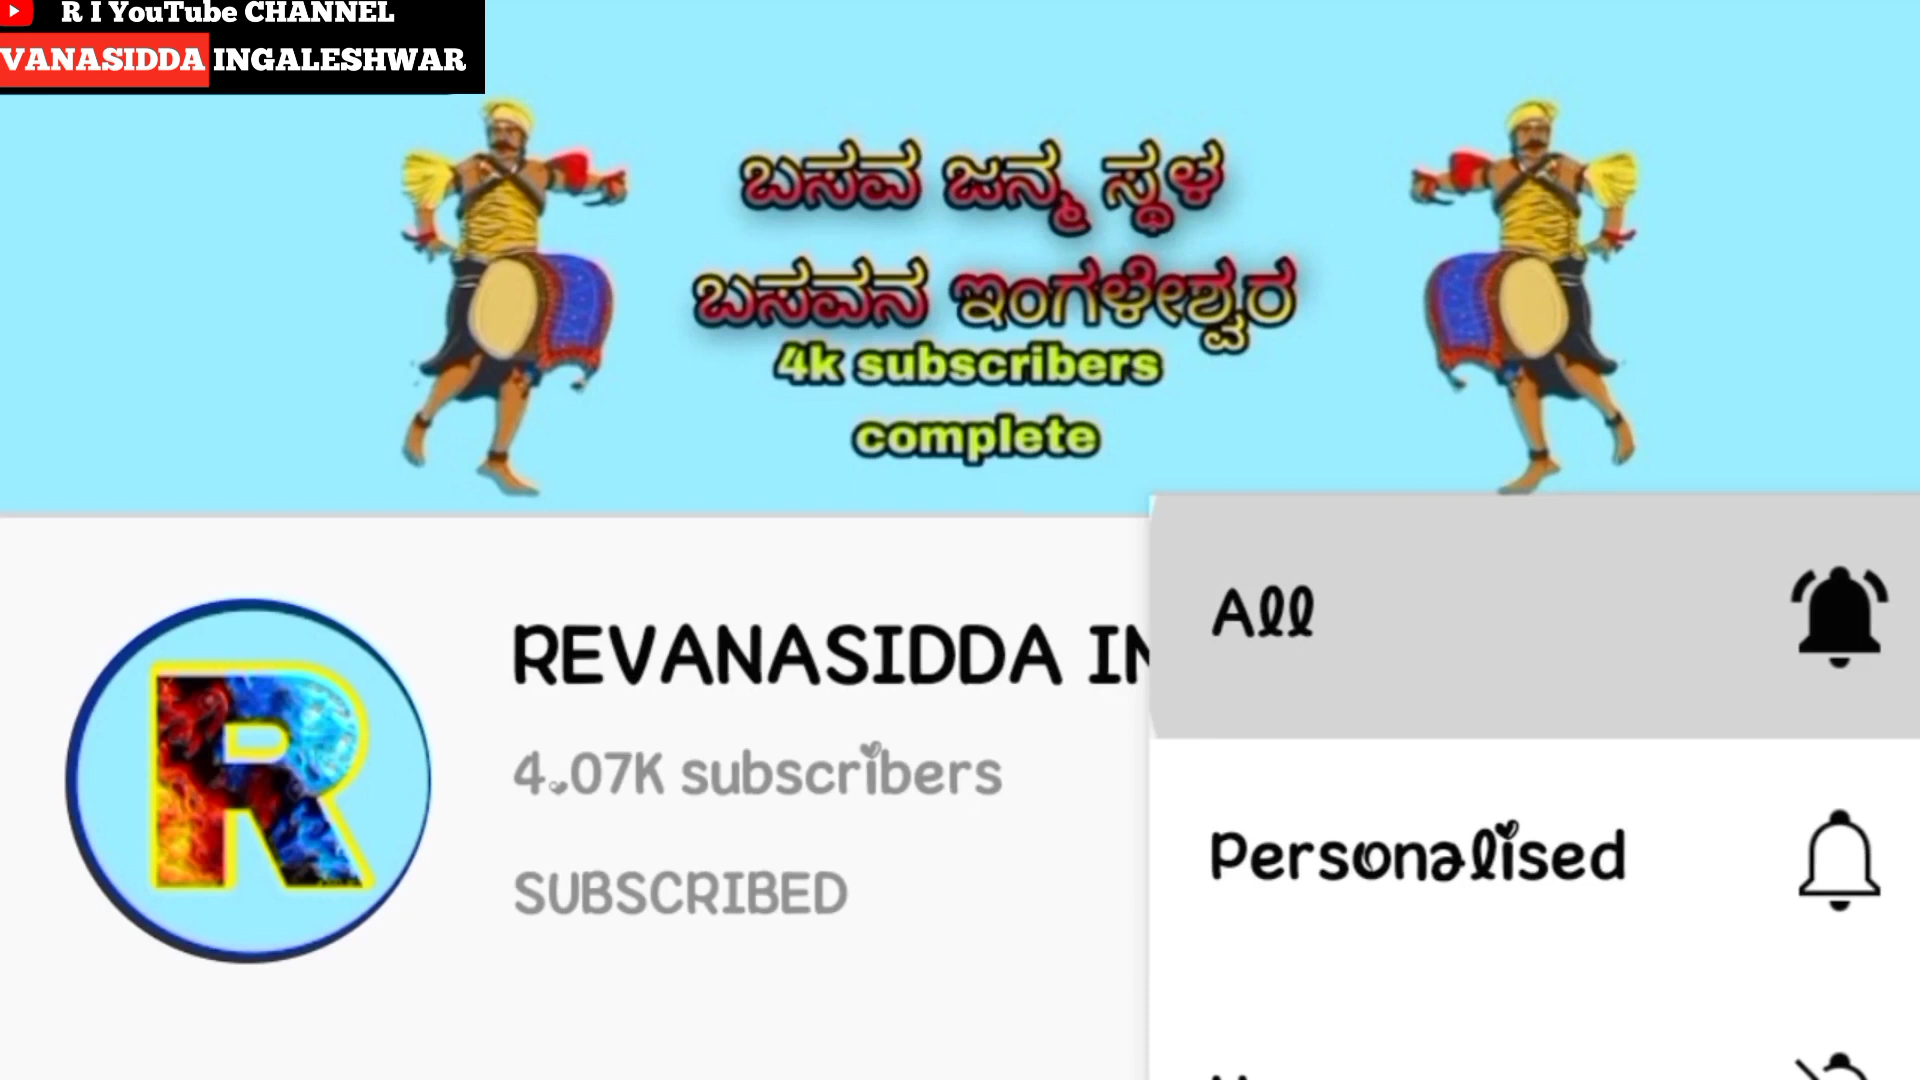 R I YouTube CHANNEL
VANASIDDA INGALESHWAR
ಬಸವ ಜನ್ಮ ಸ್ಥಳ
ಬಸವನ ಇಂಗಳೇಶ್ವರ
4k subscribers
complete
R
REVANASIDDA IN
4.07K subscribers
SUBSCRIBED
All
Personalised